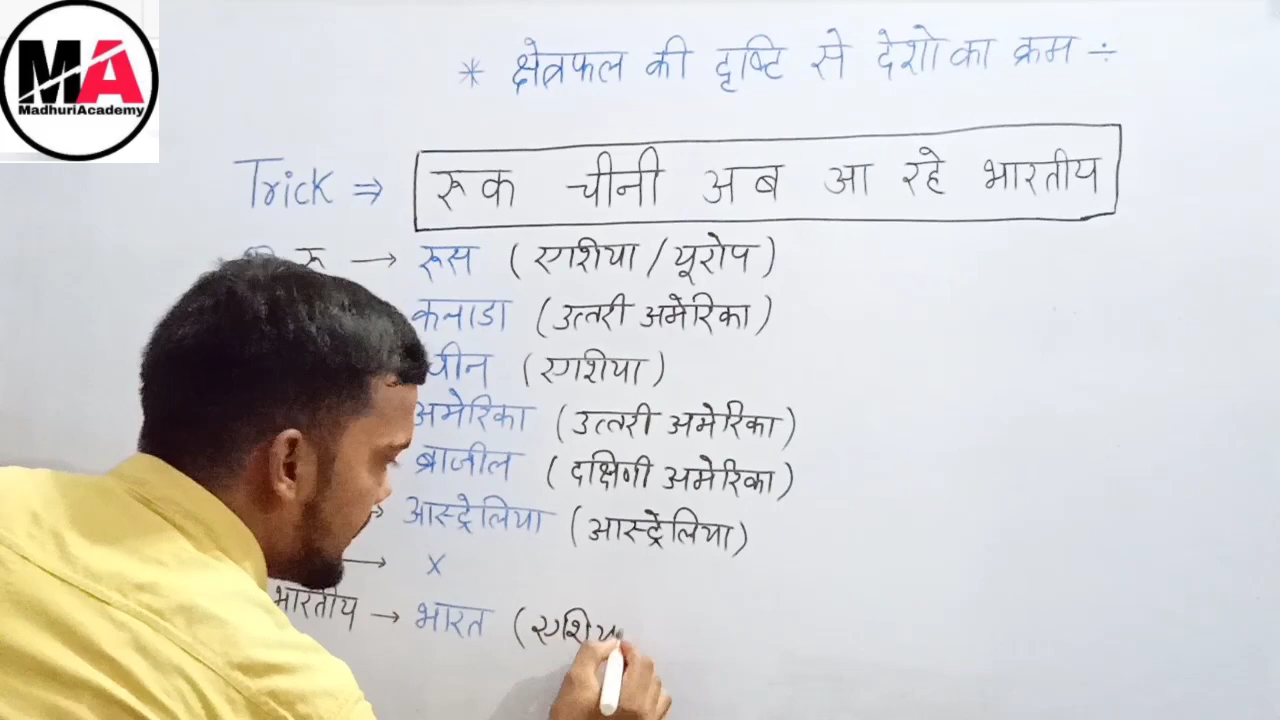 MA
MadhuriAcademy
* क्षेत्रफल की दृष्टि से देशो का क्रम ÷
Trick ⇒ रूक चीनी अब आ रहे भारतीय
रू → रूस (एशिया / यूरोप)
कनाडा (उत्तरी अमेरिका)
चीन (एशिया)
अमेरिका (उत्तरी अमेरिका)
ब्राजील (दक्षिणी अमेरिका)
→ आस्ट्रेलिया (आस्ट्रेलिया)
→ x
भारतीय → भारत (एशिय